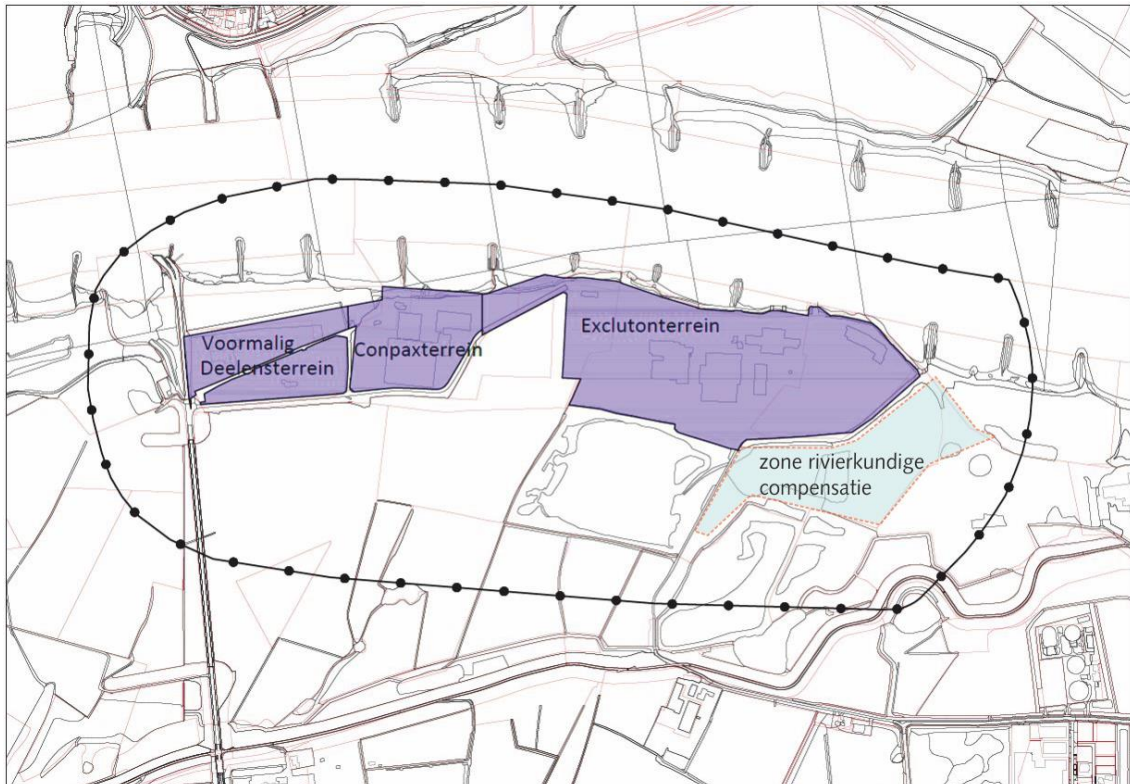 Voormalig
Deelensterrein
Conpaxterrein
Exclutonterrein
zone rivierkundige
compensatie